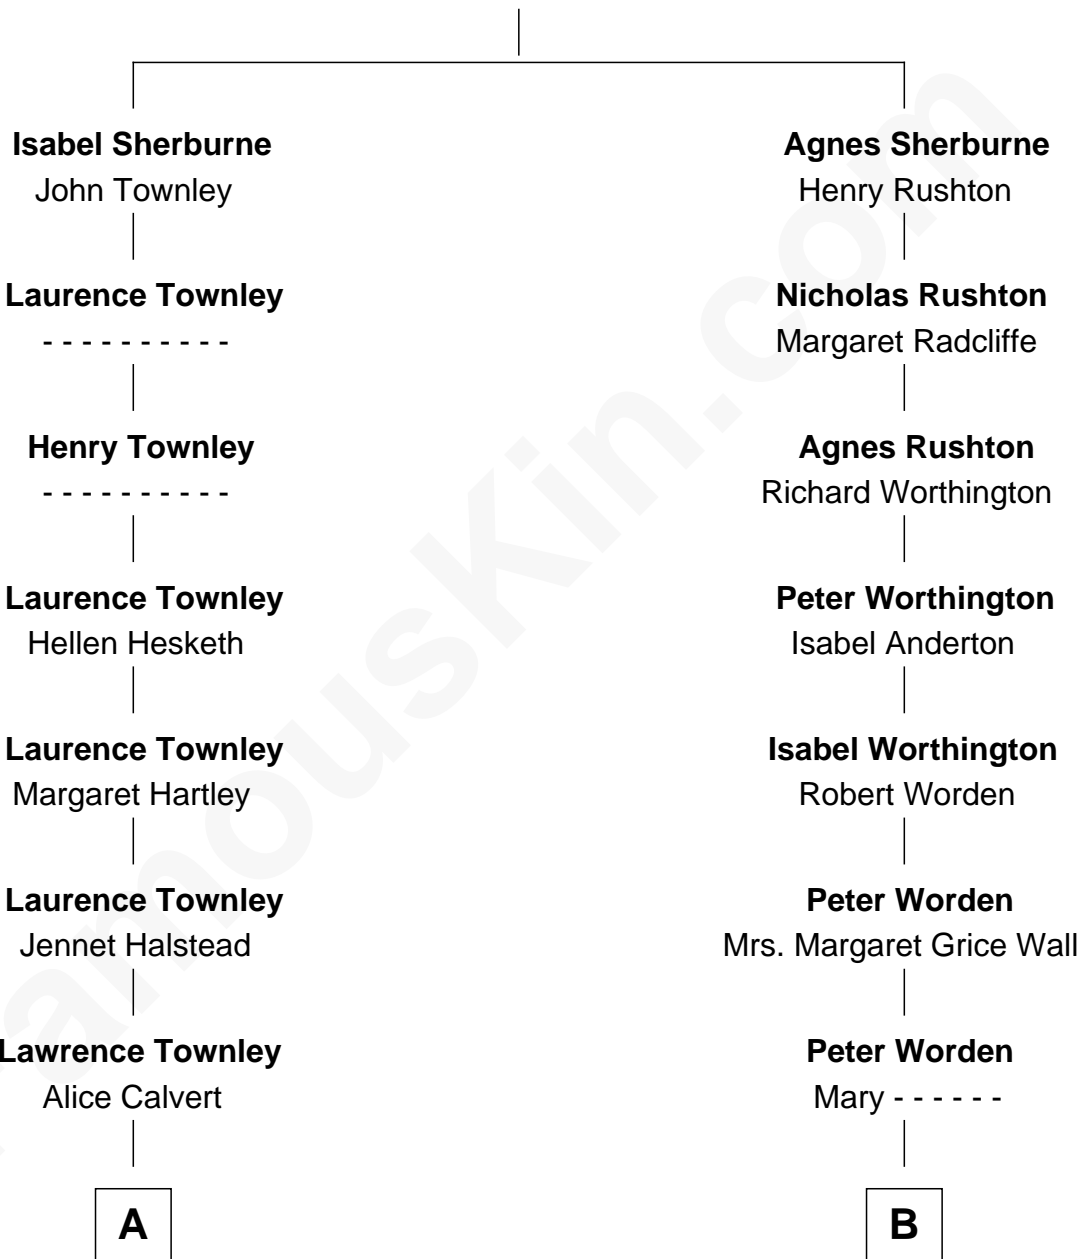 Isabel Sherburne
John Townley
Laurence Townley
- - - - - - - - - -
Henry Townley
- - - - - - - - - -
Laurence Townley
Hellen Hesketh
Laurence Townley
Margaret Hartley
Laurence Townley
Jennet Halstead
Lawrence Townley
Alice Calvert
A
Agnes Sherburne
Henry Rushton
Nicholas Rushton
Margaret Radcliffe
Agnes Rushton
Richard Worthington
Peter Worthington
Isabel Anderton
Isabel Worthington
Robert Worden
Peter Worden
Mrs. Margaret Grice Wall
Peter Worden
Mary - - - - - -
B
FamousKin.com